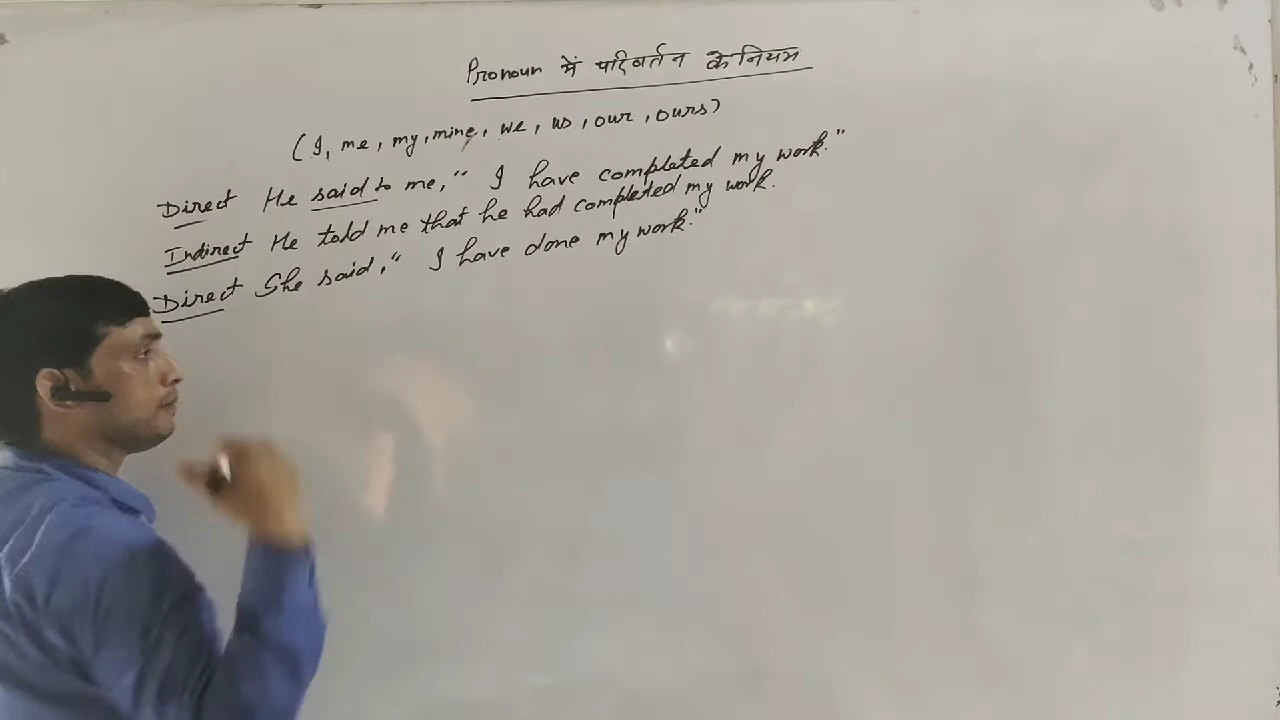 Pronoun में परिवर्तन के नियम
(I, me, my, mine, we, us, our, ours)
Direct He said to me, " I have completed my work."
Indirect He told me that he had completed my work.
Direct She said, " I have done my work."